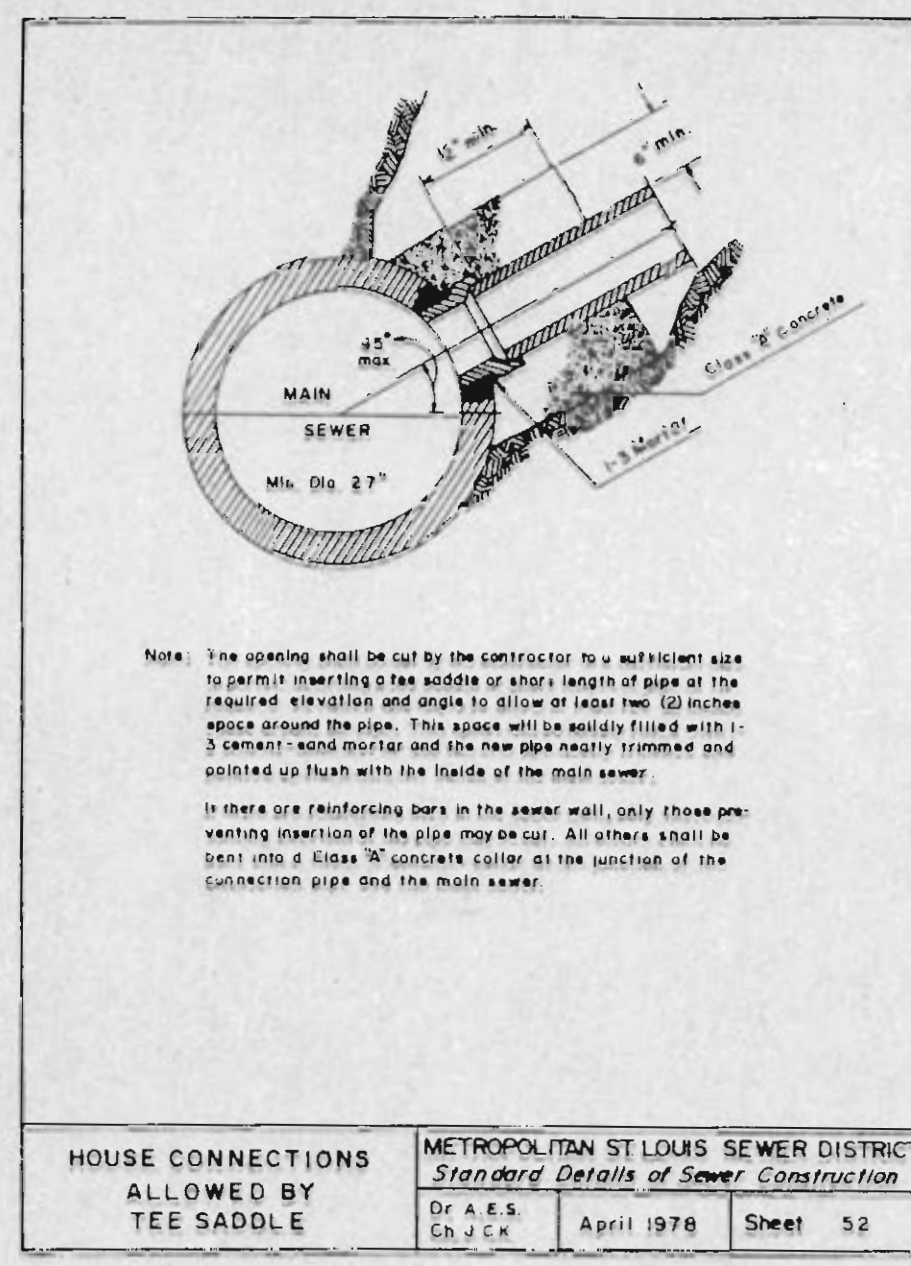 12" min.
6" min.
45°
max
Class "A" Concrete
MAIN
SEWER
1-3 Mortar
Min. Dia. 27"
Note: The opening shall be cut by the contractor to a sufficient size
to permit inserting a tee saddle or short length of pipe at the
required elevation and angle to allow at least two (2) inches
space around the pipe. This space will be solidly filled with 1-
3 cement-sand mortar and the new pipe neatly trimmed and
pointed up flush with the inside of the main sewer.
If there are reinforcing bars in the sewer wall, only those pre-
venting insertion of the pipe may be cut. All others shall be
bent into a Class "A" concrete collar at the junction of the
connection pipe and the main sewer.
HOUSE CONNECTIONS
ALLOWED BY
TEE SADDLE
METROPOLITAN ST. LOUIS SEWER DISTRICT
Standard Details of Sewer Construction
Dr A.E.S.
Ch J C K
April 1978
Sheet 52